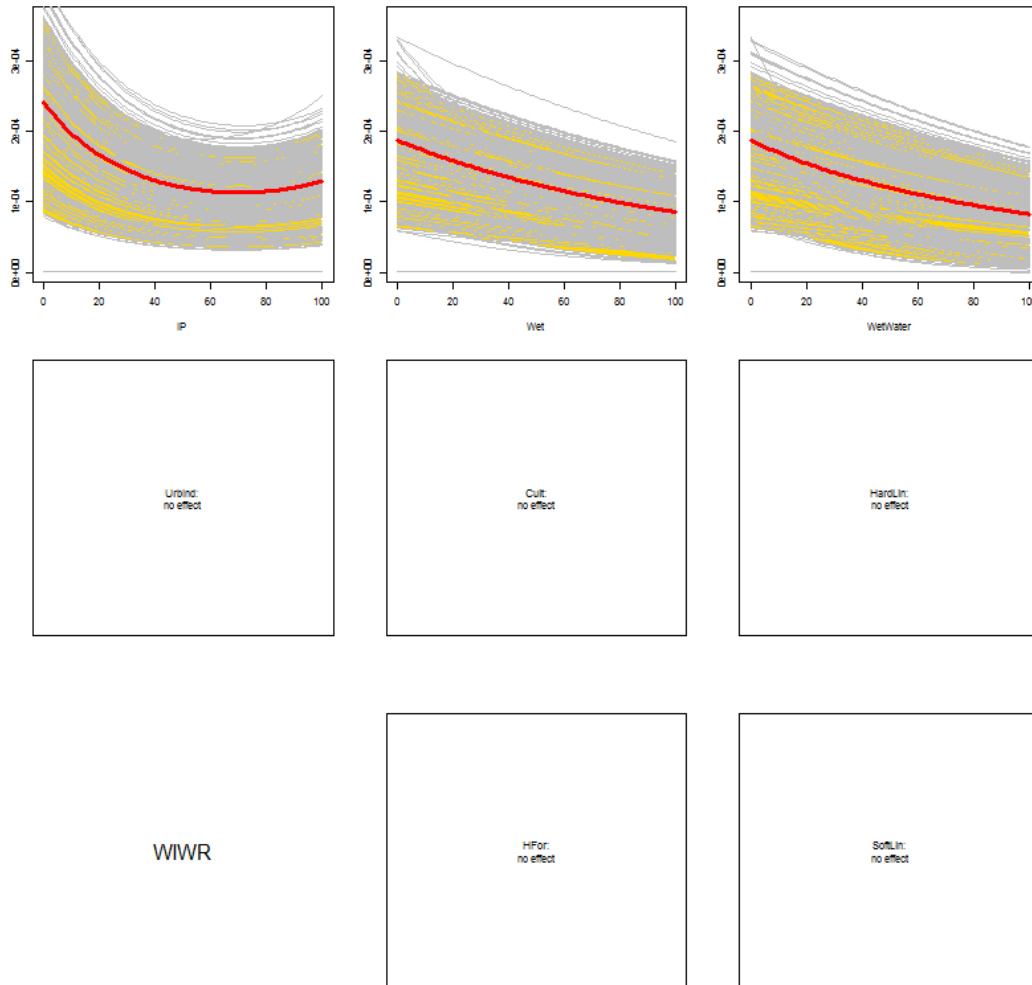 3e-04
2e-04
1e-04
0e+00
0 20 40 60 80 100
IP
3e-04
2e-04
1e-04
0e+00
0 20 40 60 80 100
Wet
3e-04
2e-04
1e-04
0e+00
0 20 40 60 80 10
WetWater
UrbInd:
no effect
Cult:
no effect
HardLin:
no effect
WIWR
HFor:
no effect
SoftLin:
no effect